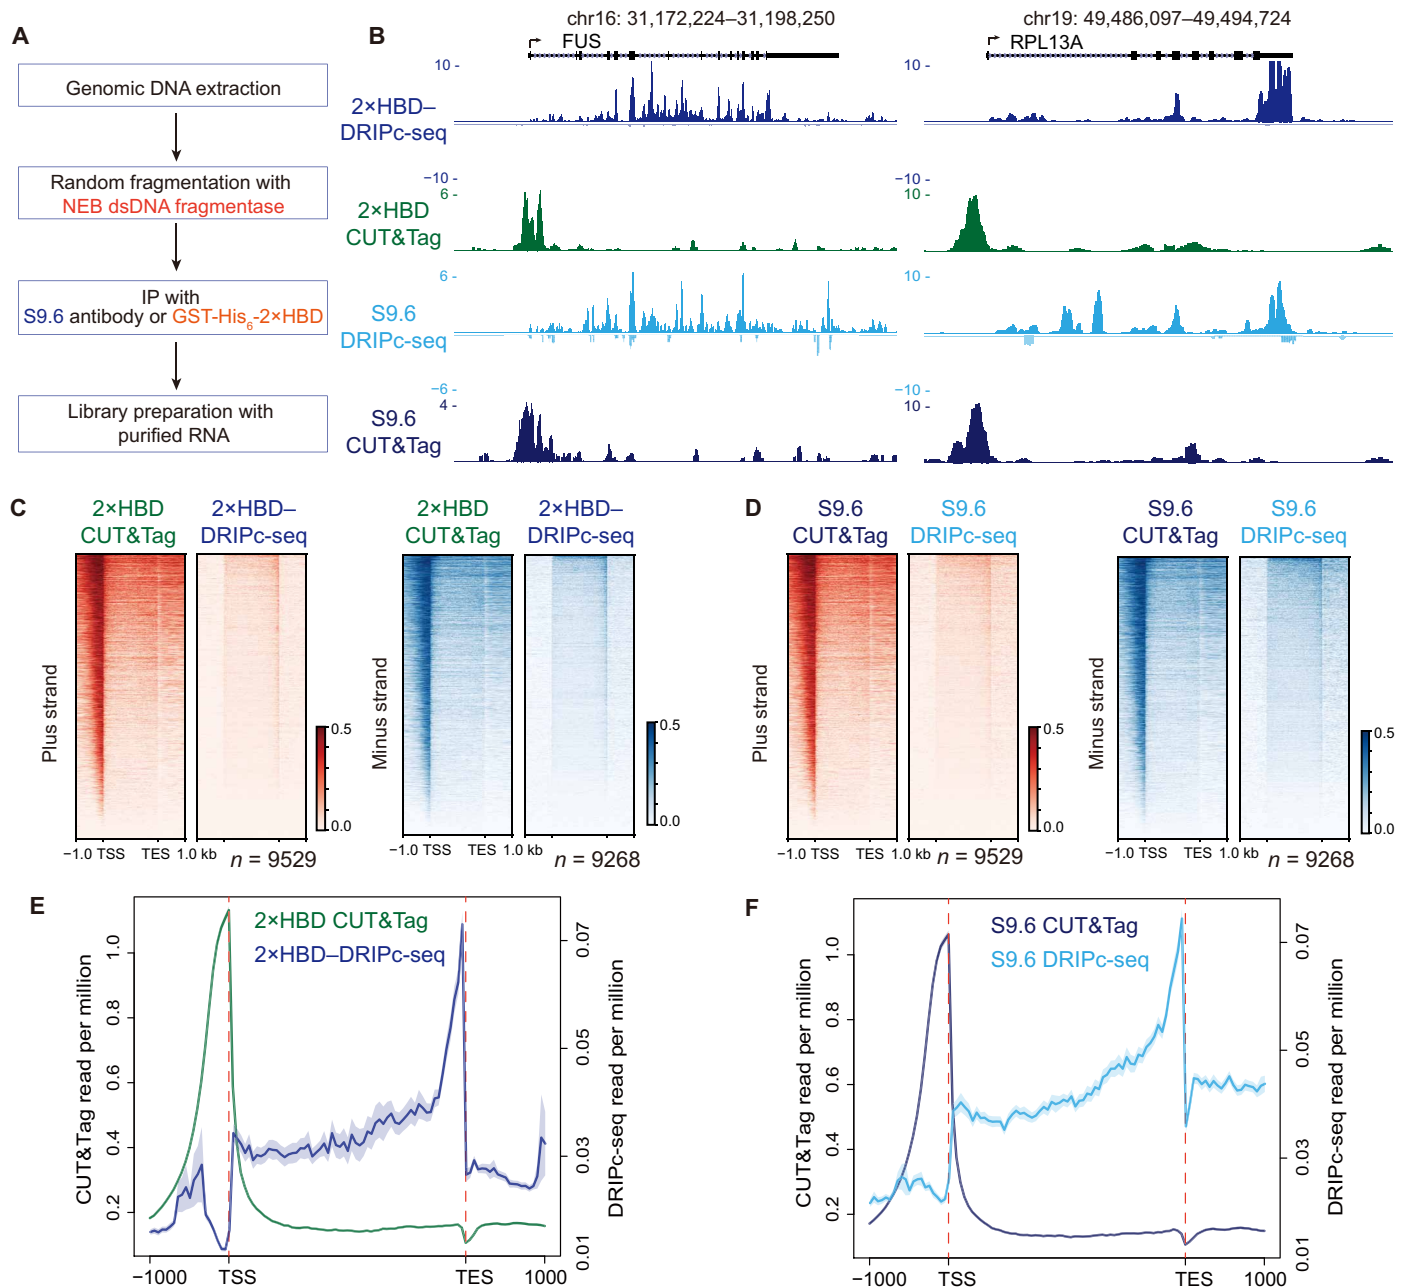 A
Genomic DNA extraction
Random fragmentation with
NEB dsDNA fragmentase
IP with
S9.6 antibody or GST-His6-2×HBD
Library preparation with
purified RNA
B
chr16: 31,172,224–31,198,250
FUS
chr19: 49,486,097–49,494,724
RPL13A
2×HBD–
DRIPc-seq
10 -
−10 -
10 -
−10 -
2×HBD
CUT&Tag
6 -
10 -
S9.6
DRIPc-seq
6 -
−6 -
10 -
−10 -
S9.6
CUT&Tag
4 -
10 -
C
2×HBD
CUT&Tag
2×HBD–
DRIPc-seq
Plus strand
0.5
0.0
−1.0 TSS TES 1.0 kb
n = 9529
2×HBD
CUT&Tag
2×HBD–
DRIPc-seq
Minus strand
0.5
0.0
−1.0 TSS TES 1.0 kb
n = 9268
D
S9.6
CUT&Tag
S9.6
DRIPc-seq
Plus strand
0.5
0.0
−1.0 TSS TES 1.0 kb
n = 9529
S9.6
CUT&Tag
S9.6
DRIPc-seq
Minus strand
0.5
0.0
−1.0 TSS TES 1.0 kb
n = 9268
E
2×HBD CUT&Tag
2×HBD–DRIPc-seq
CUT&Tag read per million
1.0
0.8
0.6
0.4
0.2
DRIPc-seq read per million
0.07
0.05
0.03
0.01
−1000 TSS TES 1000
F
S9.6 CUT&Tag
S9.6 DRIPc-seq
CUT&Tag read per million
1.0
0.8
0.6
0.4
0.2
DRIPc-seq read per million
0.07
0.05
0.03
0.01
−1000 TSS TES 1000